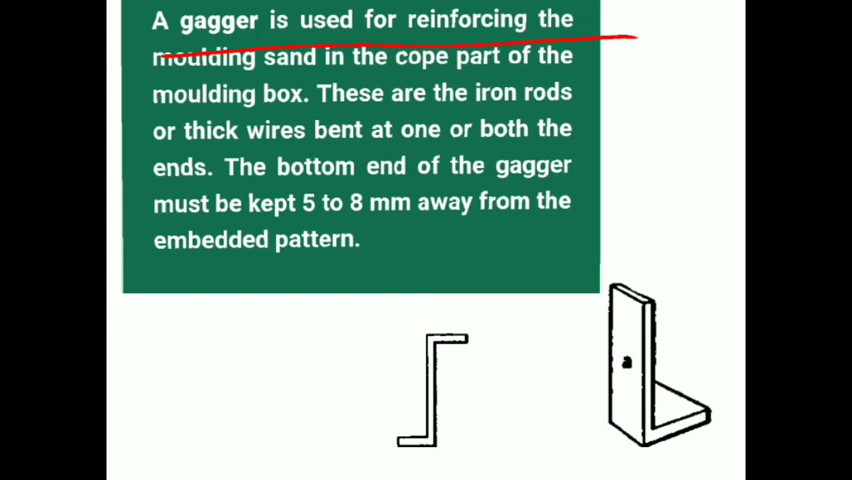 A gagger is used for reinforcing the
moulding sand in the cope part of the
moulding box. These are the iron rods
or thick wires bent at one or both the
ends. The bottom end of the gagger
must be kept 5 to 8 mm away from the
embedded pattern.
a